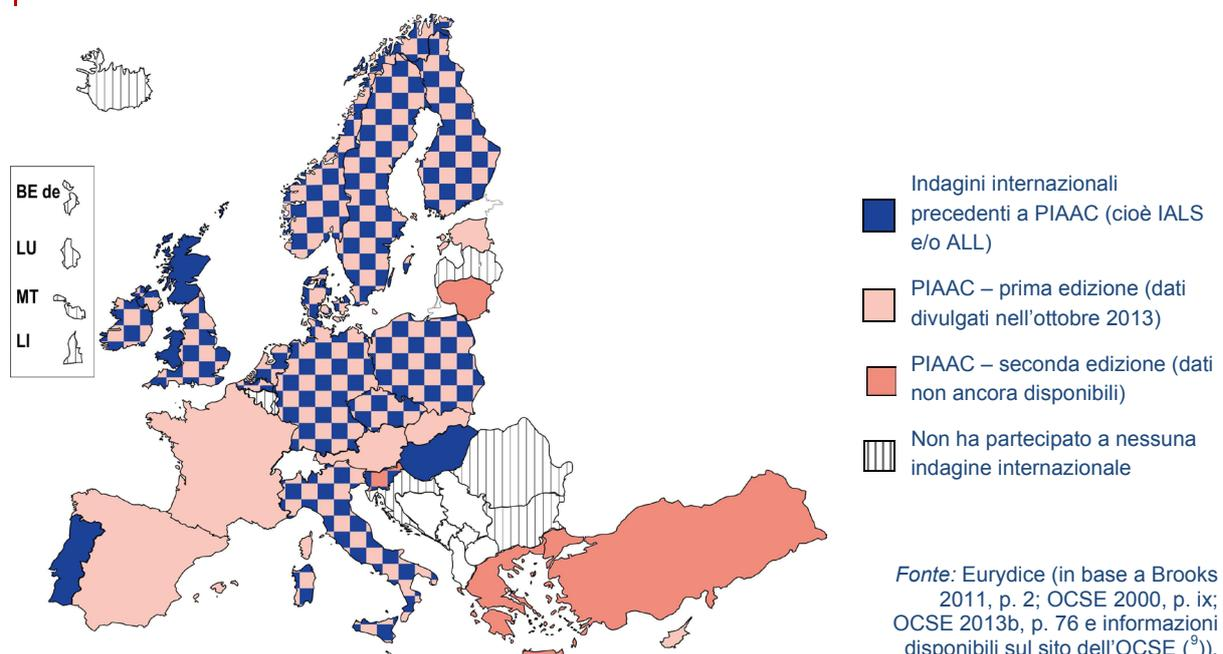 BE de
LU
MT
LI
Indagini internazionali
precedenti a PIAAC (cioè IALS
e/o ALL)
PIAAC – prima edizione (dati
divulgati nell'ottobre 2013)
PIAAC – seconda edizione (dati
non ancora disponibili)
Non ha partecipato a nessuna
indagine internazionale
Fonte: Eurydice (in base a Brooks
2011, p. 2; OCSE 2000, p. ix;
OCSE 2013b, p. 76 e informazioni
disponibili sul sito dell'OCSE (⁹)).